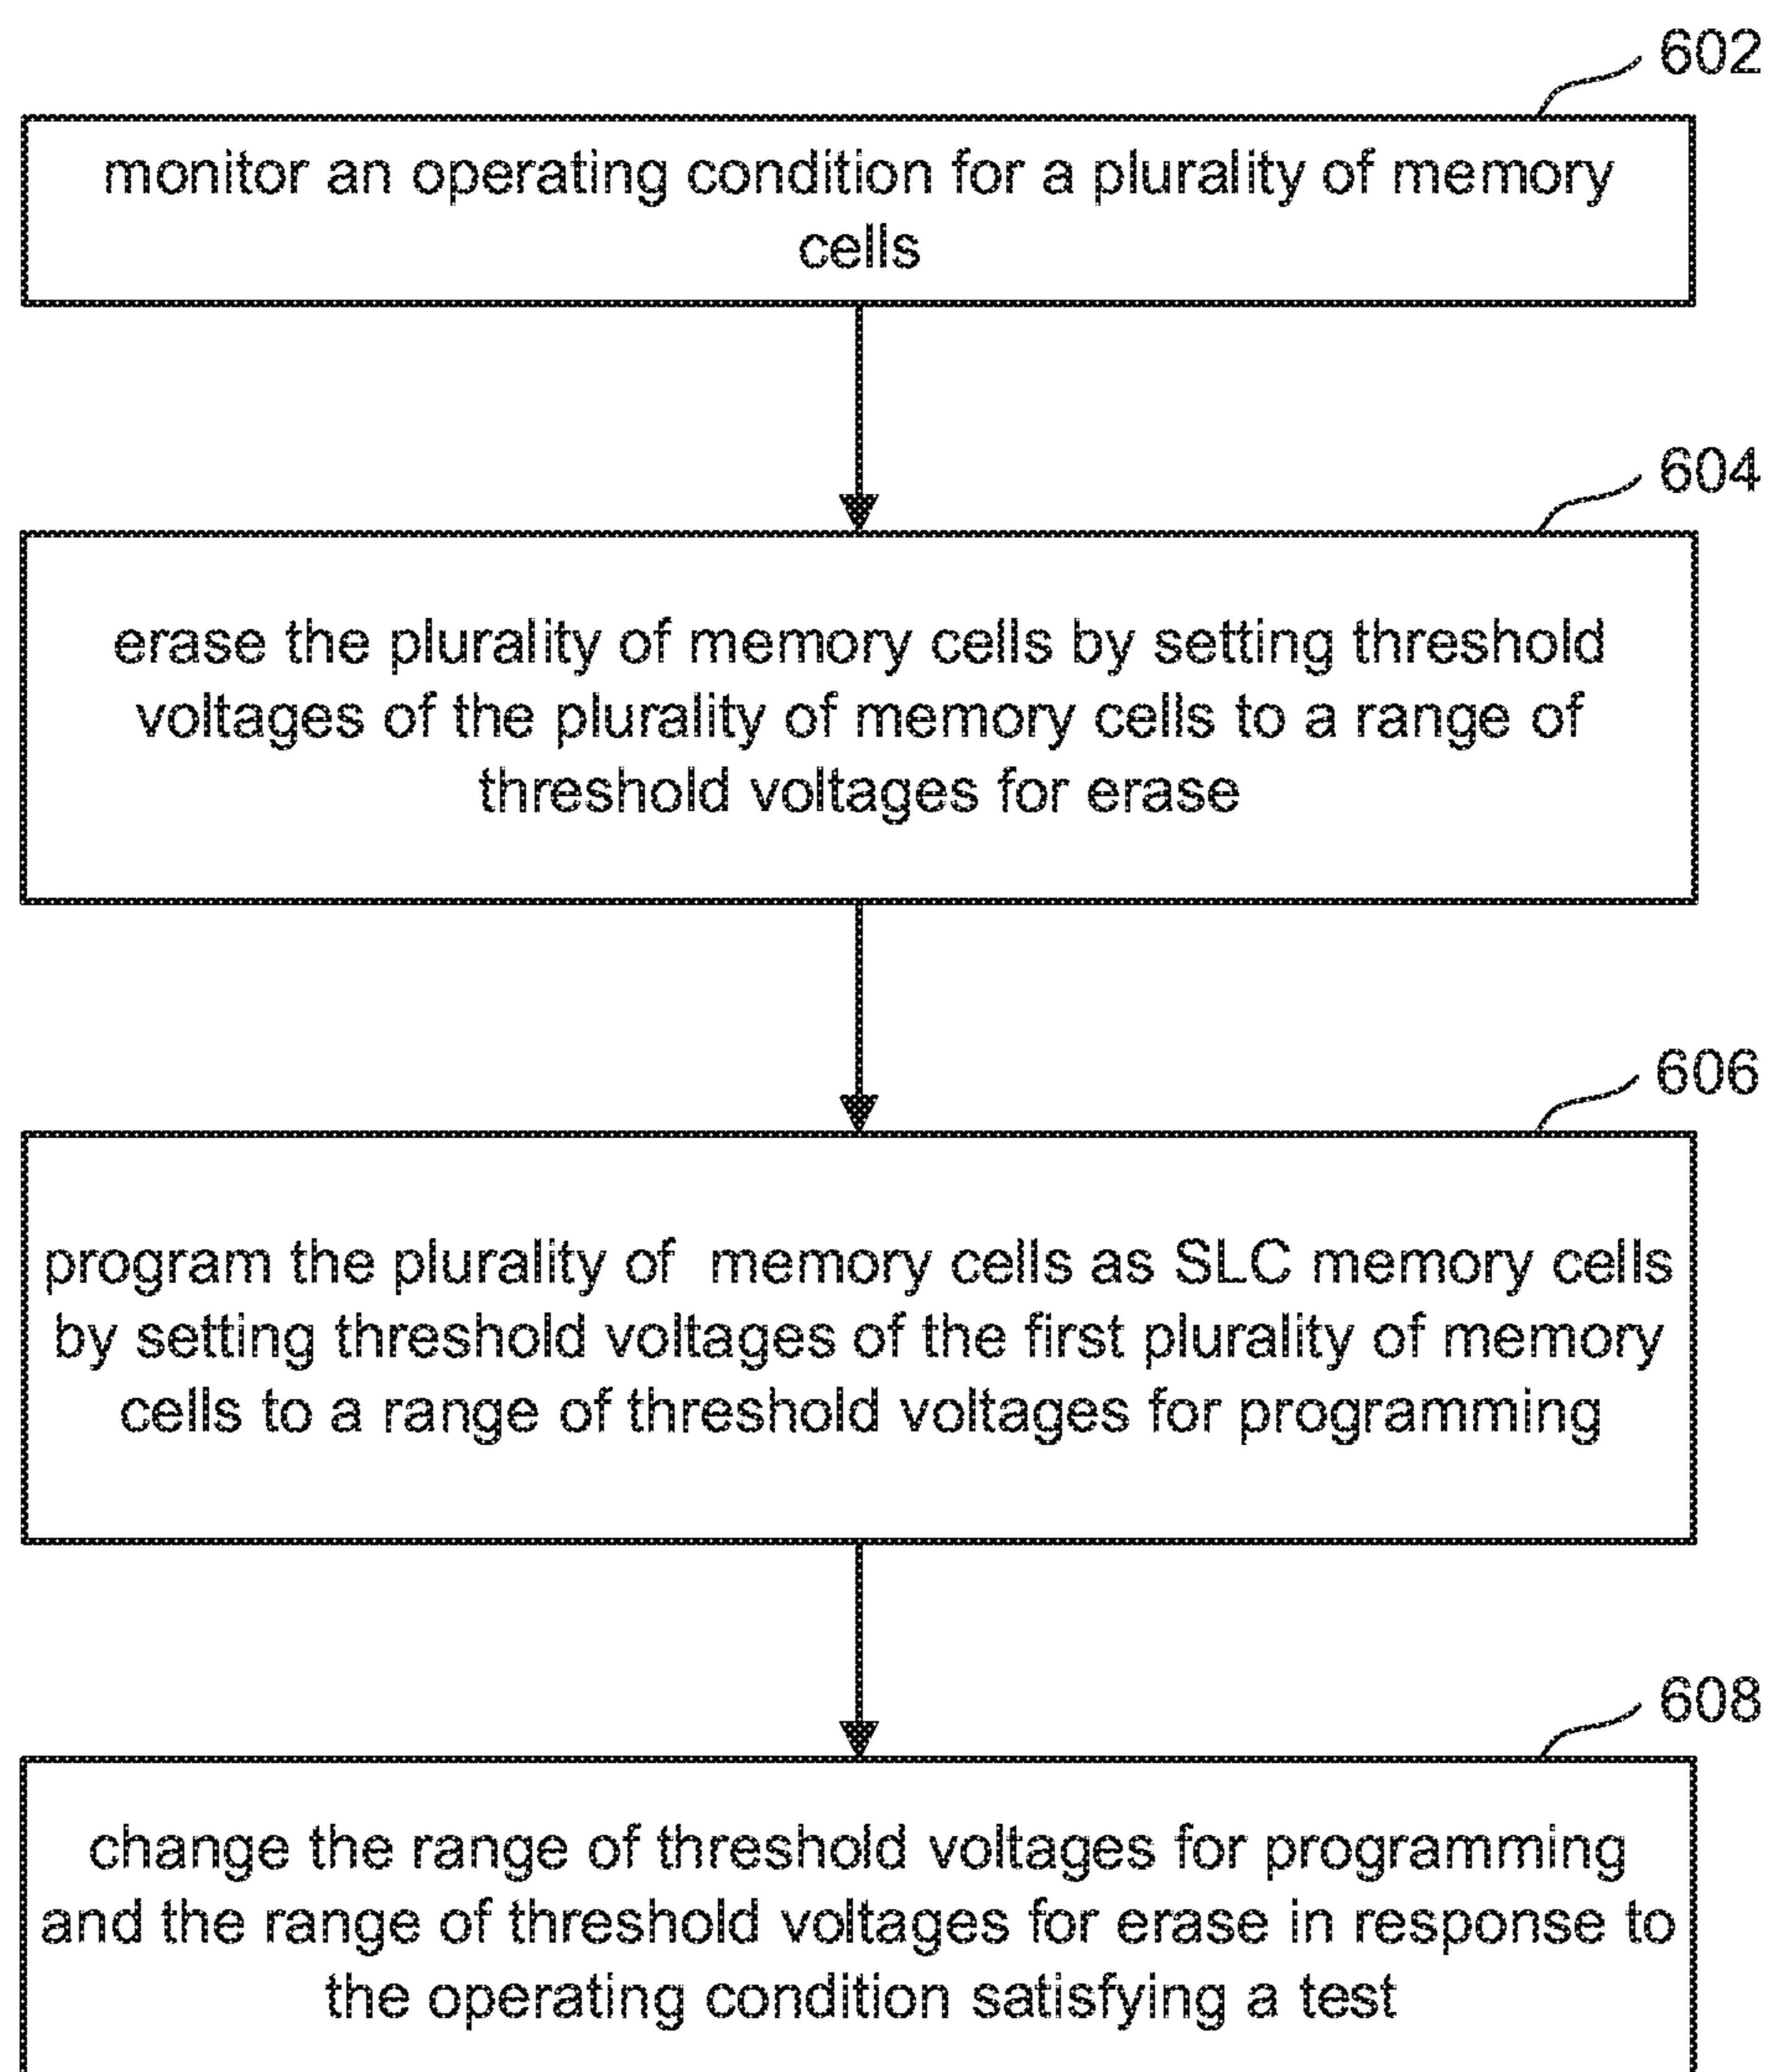 602
monitor an operating condition for a plurality of memory
cells
604
erase the plurality of memory cells by setting threshold
voltages of the plurality of memory cells to a range of
threshold voltages for erase
606
program the plurality of memory cells as SLC memory cells
by setting threshold voltages of the first plurality of memory
cells to a range of threshold voltages for programming
608
change the range of threshold voltages for programming
and the range of threshold voltages for erase in response to
the operating condition satisfying a test